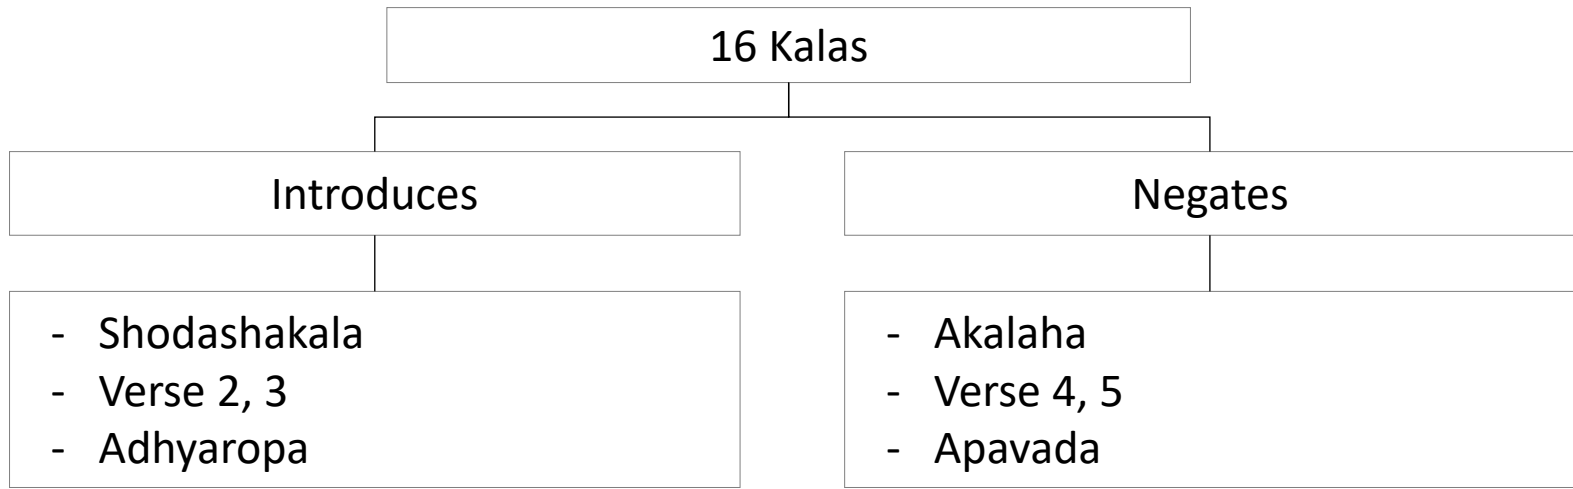 16 Kalas
Introduces
Negates
- Shodashakala
- Verse 2, 3
- Adhyaropa
- Akalaha
- Verse 4, 5
- Apavada